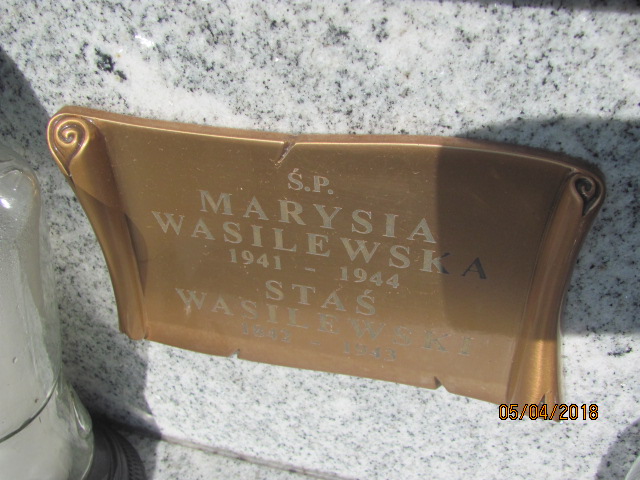 Ś.P.
MARYSIA
WASILEWSKA
1941 - 1944
STAŚ
WASILEWSKI
05/04/2018